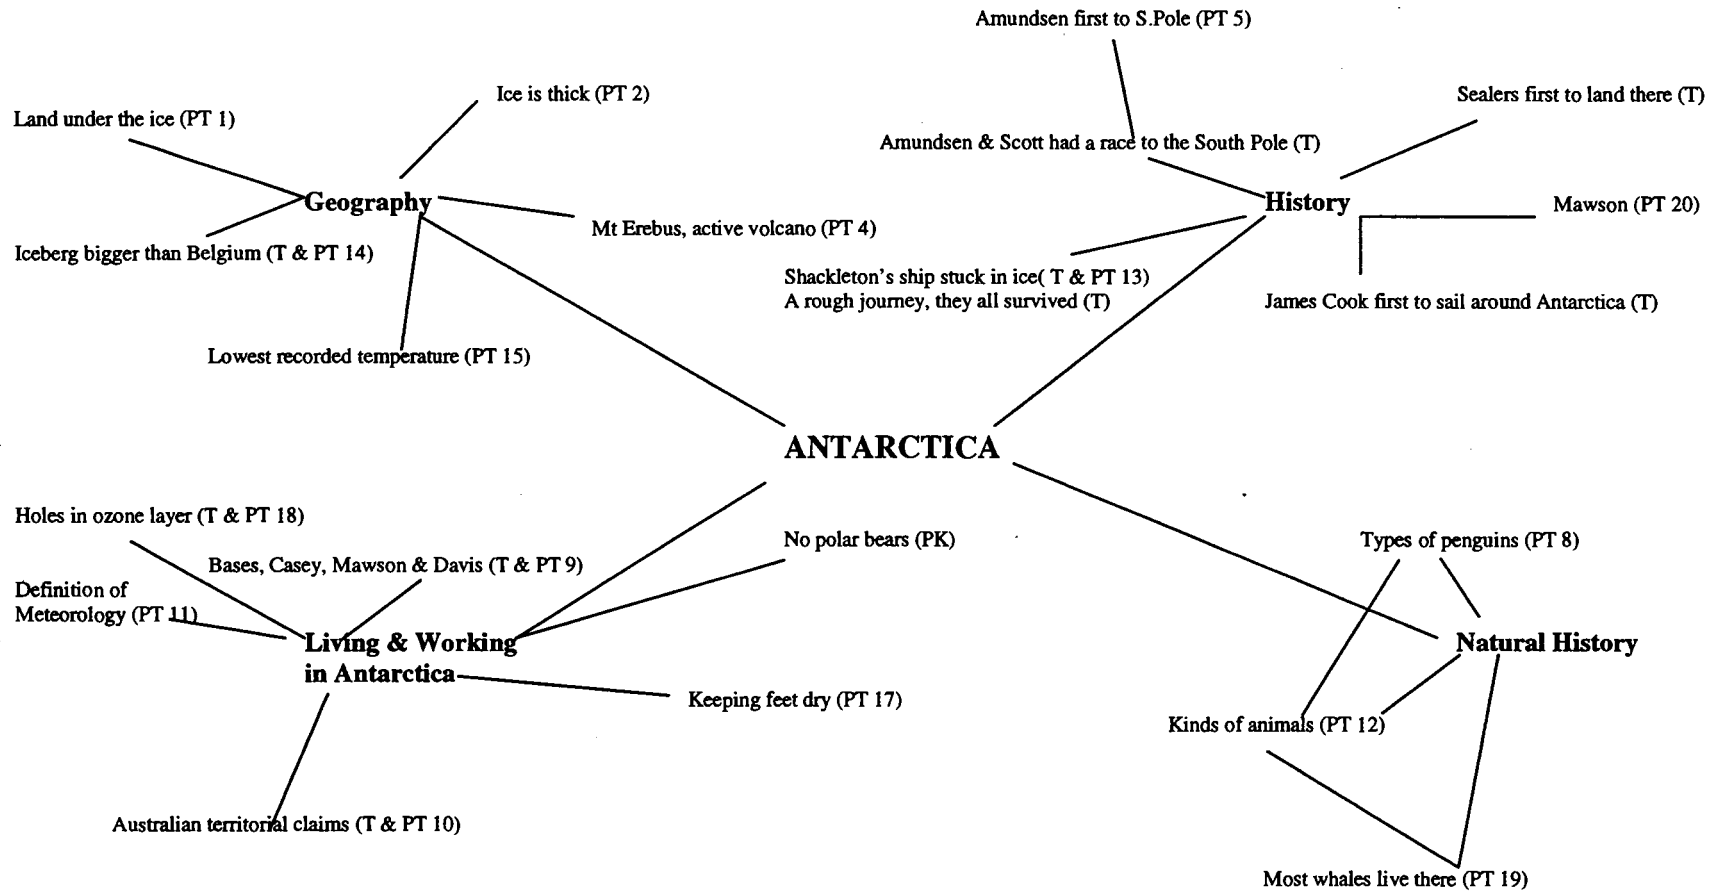 Amundsen first to S.Pole (PT 5)
Ice is thick (PT 2)
Sealers first to land there (T)
Land under the ice (PT 1)
Amundsen & Scott had a race to the South Pole (T)
Geography
History
Mawson (PT 20)
Mt Erebus, active volcano (PT 4)
Iceberg bigger than Belgium (T & PT 14)
Shackleton's ship stuck in ice( T & PT 13)
A rough journey, they all survived (T)
James Cook first to sail around Antarctica (T)
Lowest recorded temperature (PT 15)
ANTARCTICA
Holes in ozone layer (T & PT 18)
No polar bears (PK)
Types of penguins (PT 8)
Bases, Casey, Mawson & Davis (T & PT 9)
Definition of
Meteorology (PT 11)
Living & Working
in Antarctica
Natural History
Keeping feet dry (PT 17)
Kinds of animals (PT 12)
Australian territorial claims (T & PT 10)
Most whales live there (PT 19)